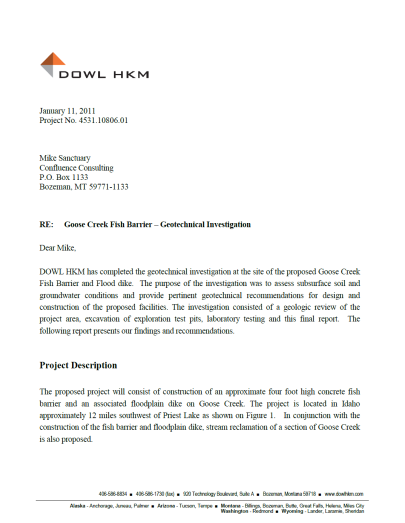 DOWL HKM
January 11, 2011
Project No. 4531.10806.01
Mike Sanctuary
Confluence Consulting
P.O. Box 1133
Bozeman, MT 59771-1133
RE: Goose Creek Fish Barrier – Geotechnical Investigation
Dear Mike,
DOWL HKM has completed the geotechnical investigation at the site of the proposed Goose Creek
Fish Barrier and Flood dike. The purpose of the investigation was to assess subsurface soil and
groundwater conditions and provide pertinent geotechnical recommendations for design and
construction of the proposed facilities. The investigation consisted of a geologic review of the
project area, excavation of exploration test pits, laboratory testing and this final report. The
following report presents our findings and recommendations.
Project Description
The proposed project will consist of construction of an approximate four foot high concrete fish
barrier and an associated floodplain dike on Goose Creek. The project is located in Idaho
approximately 12 miles southwest of Priest Lake as shown on Figure 1. In conjunction with the
construction of the fish barrier and floodplain dike, stream reclamation of a section of Goose Creek
is also proposed.
406-586-8834 ■ 406-586-1730 (fax) ■ 920 Technology Boulevard, Suite A ■ Bozeman, Montana 59718 ■ www.dowlhkm.com
Alaska - Anchorage, Juneau, Palmer ■ Arizona - Tucson, Tempe ■ Montana - Billings, Bozeman, Butte, Great Falls, Helena, Miles City
Washington - Redmond ■ Wyoming - Lander, Laramie, Sheridan